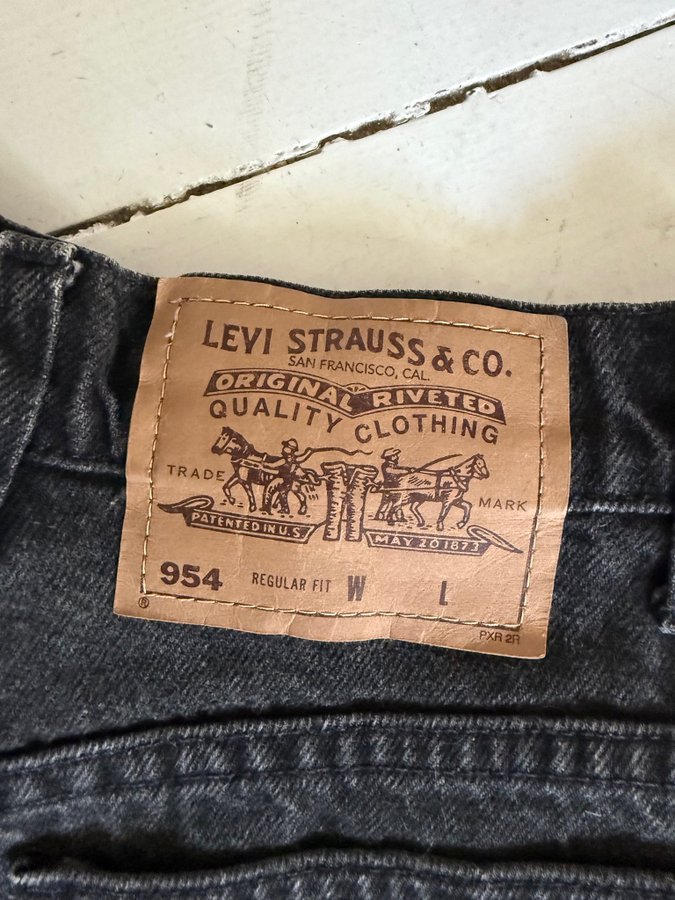 LEVI STRAUSS & CO.
SAN FRANCISCO, CAL.
ORIGINAL RIVETED
QUALITY CLOTHING
TRADE MARK
PATENTED IN U.S.
MAY 20 1873
954 REGULAR FIT W L
®
PXR 2R